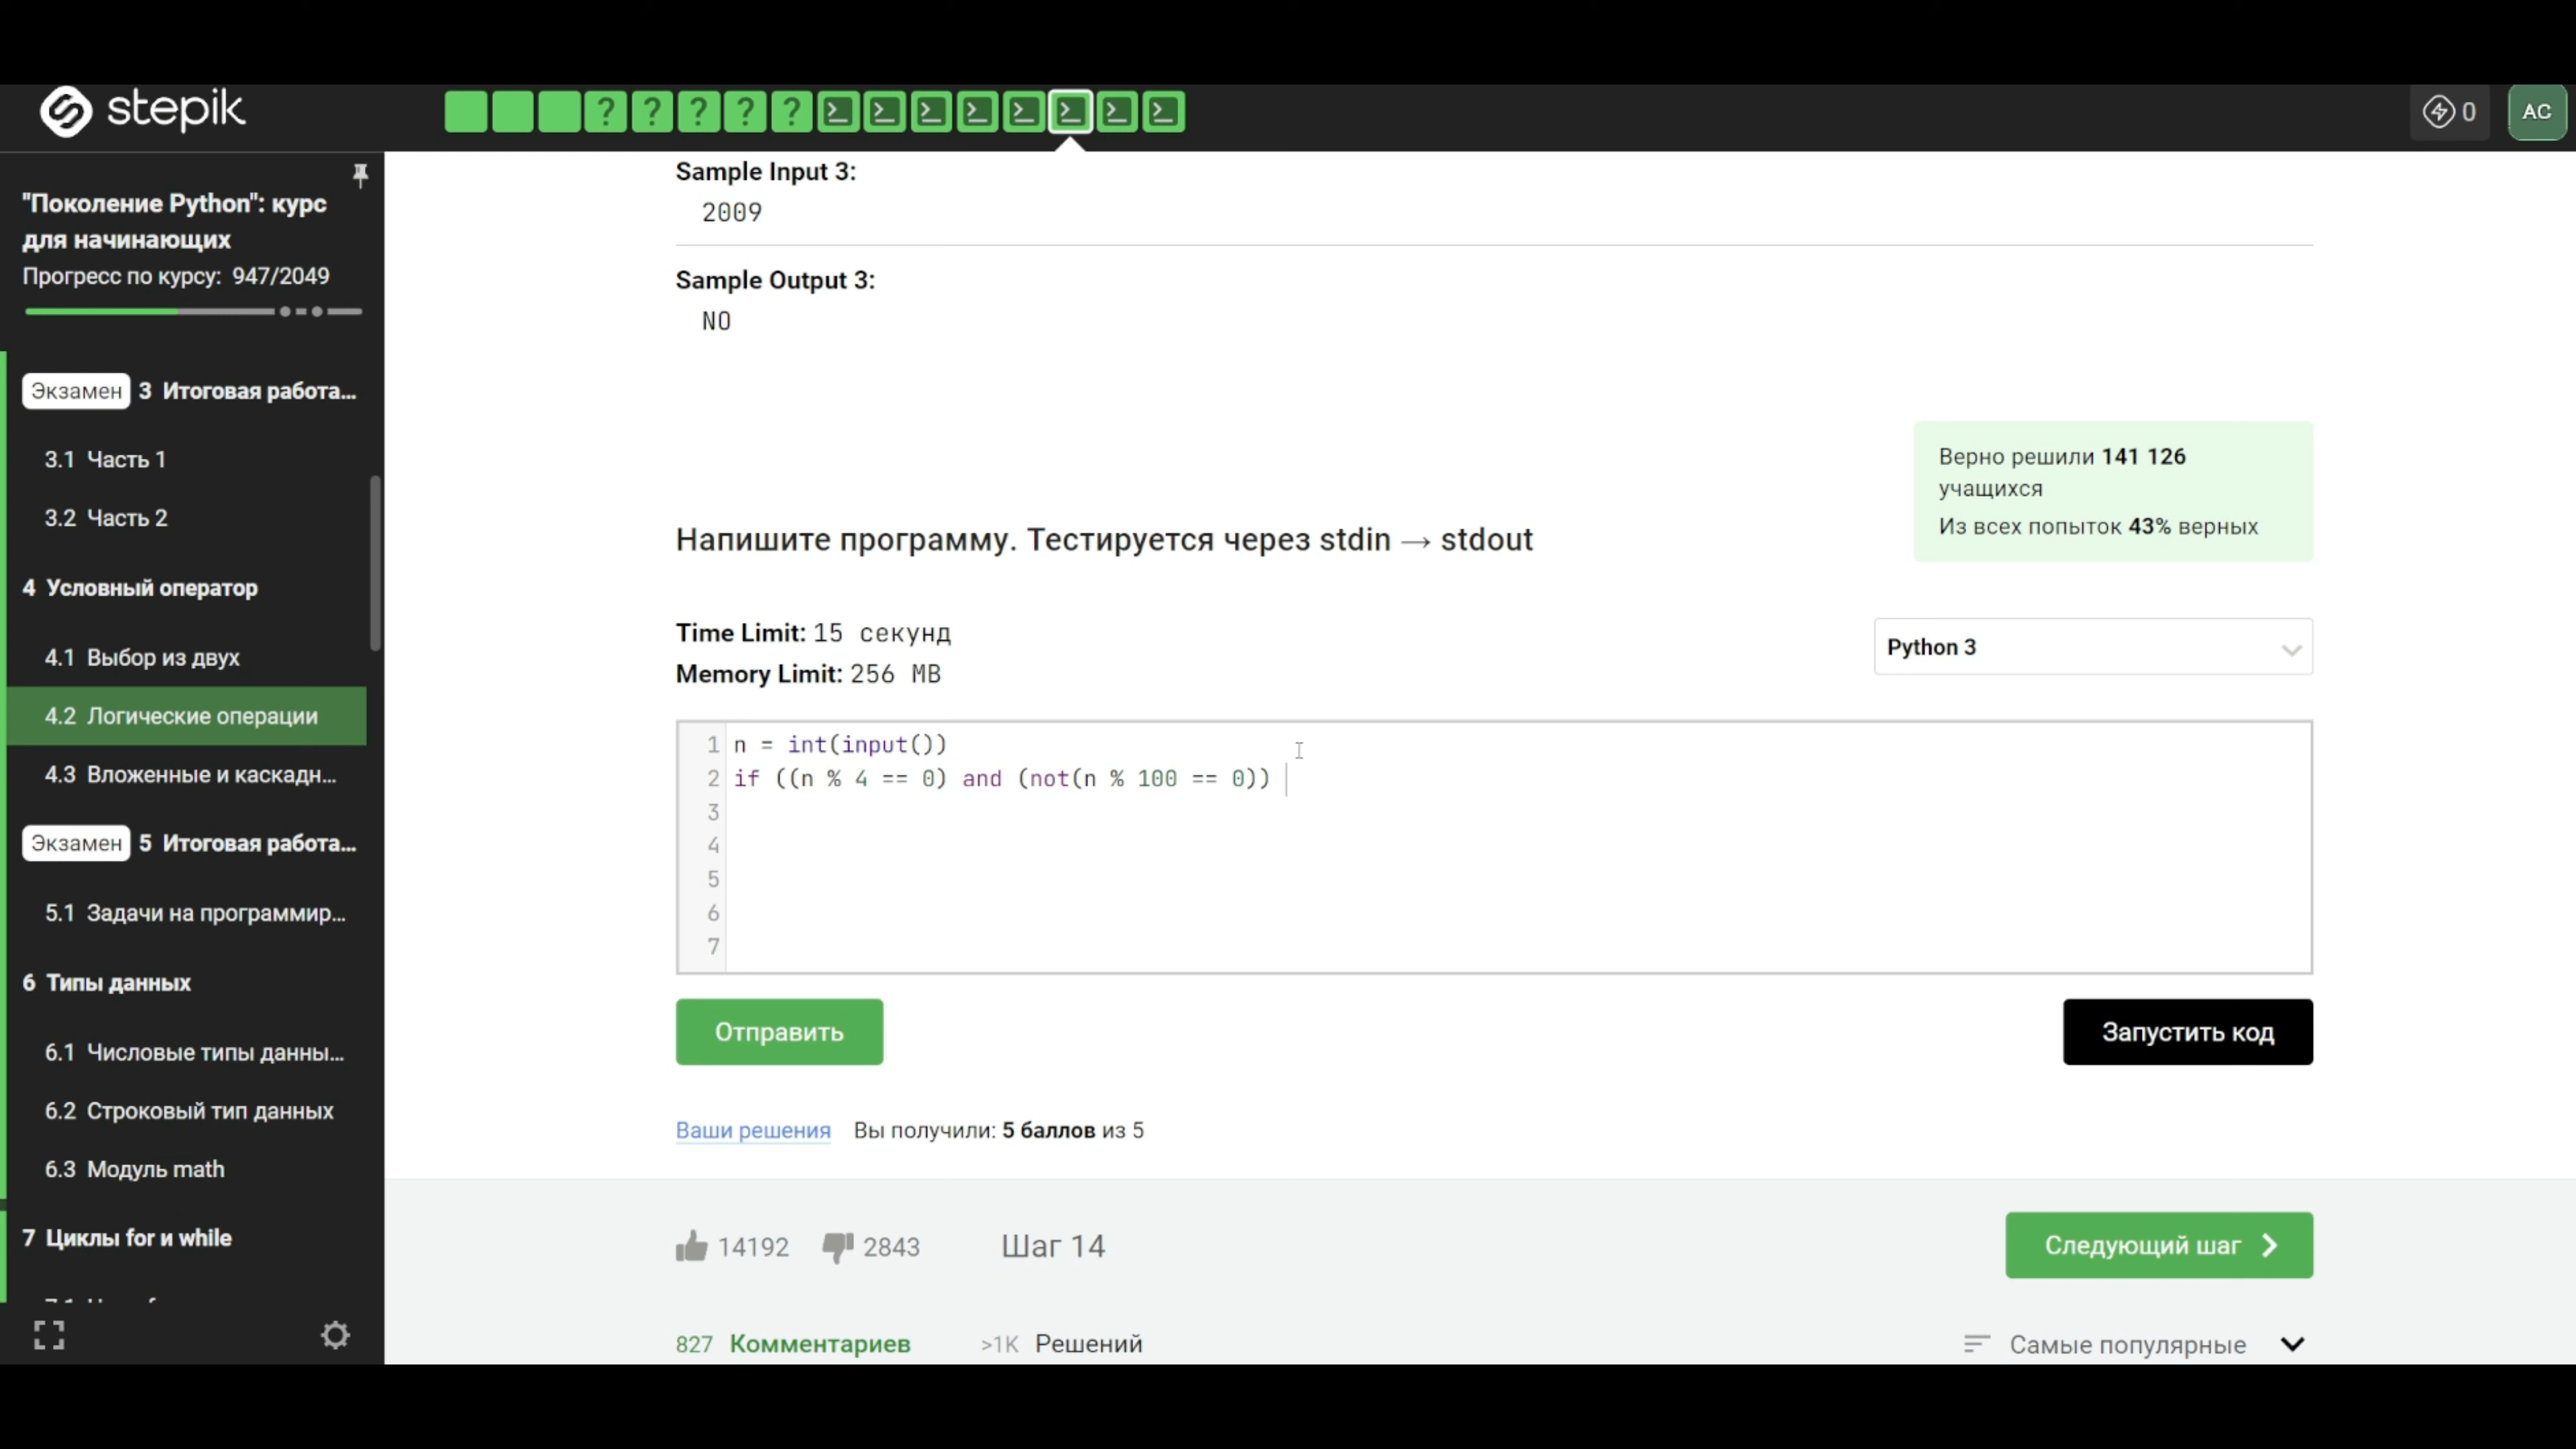 stepik
? ? ? ? ?
0
AC
"Поколение Python": курс
для начинающих
Прогресс по курсу: 947/2049
Экзамен 3 Итоговая работа...
3.1 Часть 1
3.2 Часть 2
4 Условный оператор
4.1 Выбор из двух
4.2 Логические операции
4.3 Вложенные и каскадн...
Экзамен 5 Итоговая работа...
5.1 Задачи на программир...
6 Типы данных
6.1 Числовые типы данны...
6.2 Строковый тип данных
6.3 Модуль math
7 Циклы for и while
Sample Input 3:
2009
Sample Output 3:
NO
Верно решили 141 126
учащихся
Из всех попыток 43% верных
Напишите программу. Тестируется через stdin → stdout
Time Limit: 15 секунд
Memory Limit: 256 MB
Python 3
1 n = int(input())
2 if ((n % 4 == 0) and (not(n % 100 == 0))
3
4
5
6
7
Отправить
Запустить код
Ваши решения Вы получили: 5 баллов из 5
14192 2843 Шаг 14
Следующий шаг
827 Комментариев >1K Решений
Самые популярные